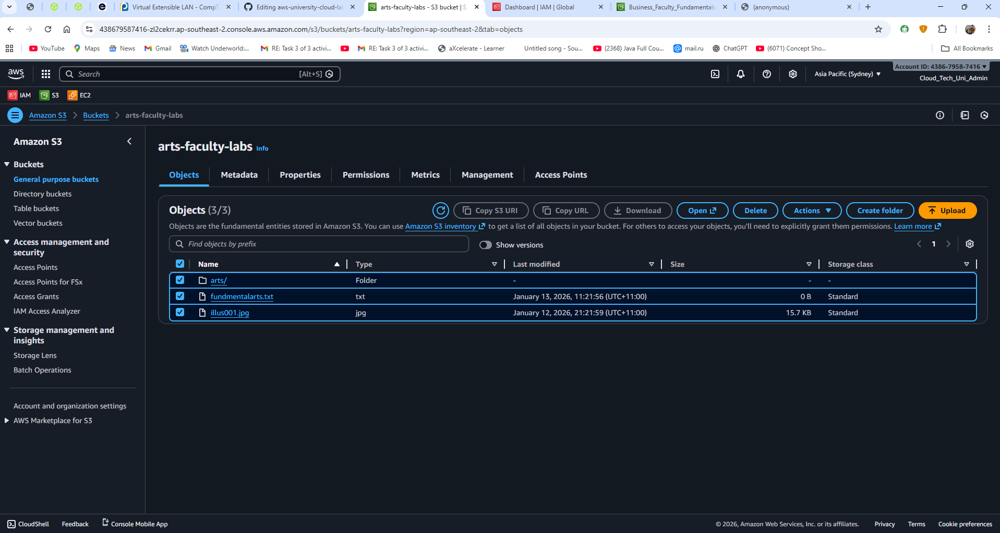 Virtual Extensible LAN - CompT
Editing aws-university-cloud-la
arts-faculty-labs - S3 bucket | S
Dashboard | IAM | Global
Business_Faculty_Fundamentals
(anonymous)
438679587416-zl2cekrr.ap-southeast-2.console.aws.amazon.com/s3/buckets/arts-faculty-labs?region=ap-southeast-2&tab=objects
YouTube
Maps
News
Gmail
Watch Underworld:...
RE: Task 3 of 3 activi...
RE: Task 3 of 3 activi...
aXcelerate - Learner
Untitled song - Sou...
(2368) Java Full Cou...
mail.ru
ChatGPT
(6071) Concept Sho...
All Bookmarks
aws
Search
[Alt+S]
Asia Pacific (Sydney)
Account ID: 4386-7958-7416
Cloud_Tech_Uni_Admin
IAM
S3
EC2
Amazon S3
Buckets
arts-faculty-labs
Amazon S3
Buckets
General purpose buckets
Directory buckets
Table buckets
Vector buckets
Access management and
security
Access Points
Access Points for FSx
Access Grants
IAM Access Analyzer
Storage management and
insights
Storage Lens
Batch Operations
Account and organization settings
AWS Marketplace for S3
arts-faculty-labs Info
Objects
Metadata
Properties
Permissions
Metrics
Management
Access Points
Objects (3/3)
Copy S3 URI
Copy URL
Download
Open
Delete
Actions
Create folder
Upload
Objects are the fundamental entities stored in Amazon S3. You can use Amazon S3 inventory to get a list of all objects in your bucket. For others to access your objects, you'll need to explicitly grant them permissions. Learn more
Find objects by prefix
Show versions
1
Name Type Last modified Size Storage class
arts/ Folder - - -
fundmentalarts.txt txt January 13, 2026, 11:21:56 (UTC+11:00) 0 B Standard
illus001.jpg jpg January 12, 2026, 21:21:59 (UTC+11:00) 15.7 KB Standard
CloudShell
Feedback
Console Mobile App
© 2026, Amazon Web Services, Inc. or its affiliates.
Privacy
Terms
Cookie preferences